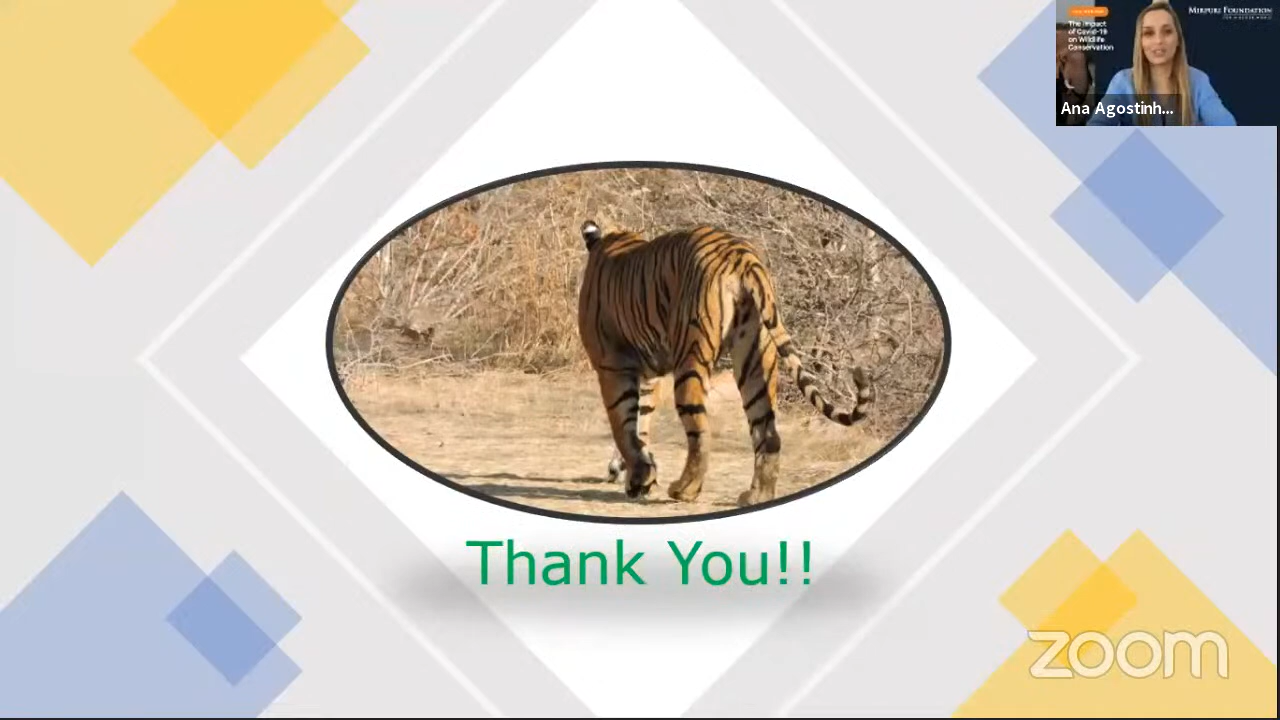 The Impact
of Covid-19
on Wildlife
Conservation
MIRPURI FOUNDATION
Ana Agostinh...
Thank You!!
zoom